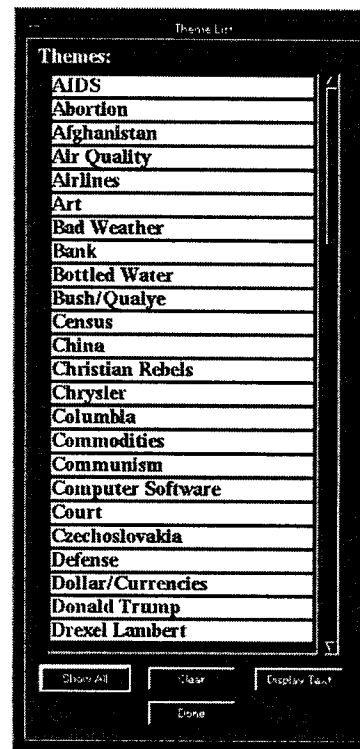 Theme List
Themes:
AIDS
Abortion
Afghanistan
Air Quality
Airlines
Art
Bad Weather
Bank
Bottled Water
Bush/Qualye
Census
China
Christian Rebels
Chrysler
Columbia
Commodities
Communism
Computer Software
Court
Czechoslovakia
Defense
Dollar/Currencies
Donald Trump
Drexel Lambert
Show All Clear Display Text
Done